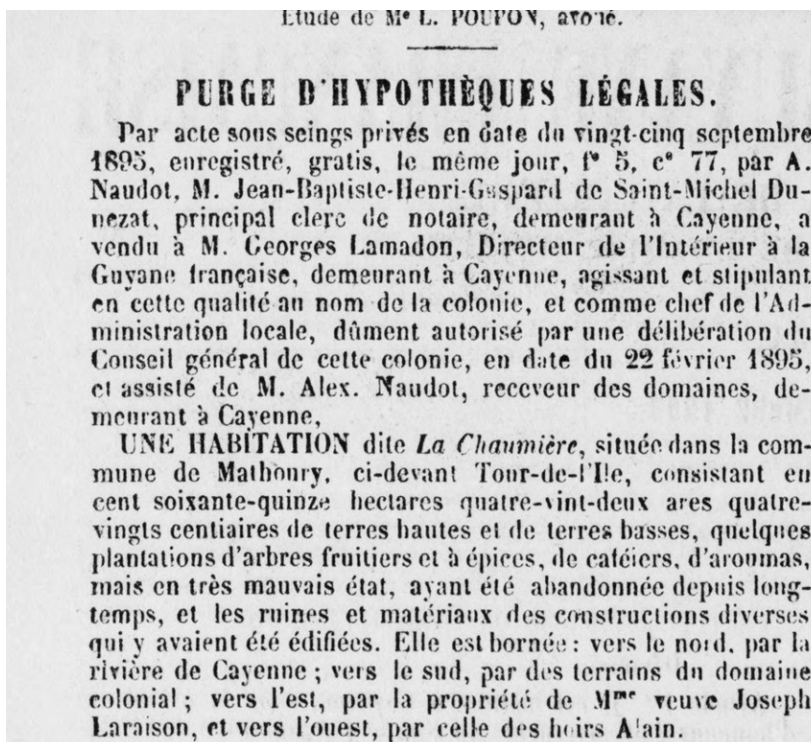 Étude de Me L. POUPON, avoué.
PURGE D'HYPOTHÈQUES LÉGALES.
Par acte sous seings privés en date du vingt-cinq septembre
1895, enregistré, gratis, le même jour, fo 5, ce 77, par A.
Naudot, M. Jean-Baptiste-Henri-Gaspard de Saint-Michel Du-
nezat, principal clerc de notaire, demeurant à Cayenne, a
vendu à M. Georges Lamadon, Directeur de l'Intérieur à la
Guyane française, demeurant à Cayenne, agissant et stipulant
en cette qualité au nom de la colonie, et comme chef de l'Ad-
ministration locale, dûment autorisé par une délibération du
Conseil général de cette colonie, en date du 22 février 1895,
et assisté de M. Alex. Naudot, receveur des domaines, de-
meurant à Cayenne,
UNE HABITATION dite La Chaumière, située dans la com-
mune de Mathoury, ci-devant Tour-de-l'Ile, consistant en
cent soixante-quinze hectares quatre-vint-deux ares quatre-
vingts centiaires de terres hautes et de terres basses, quelques
plantations d'arbres fruitiers et à épices, de caféiers, d'aroumas,
mais en très mauvais état, ayant été abandonnée depuis long-
temps, et les ruines et matériaux des constructions diverses
qui y avaient été édifiées. Elle est bornée : vers le nord, par la
rivière de Cayenne ; vers le sud, par des terrains du domaine
colonial ; vers l'est, par la propriété de Mme veuve Joseph
Laraison, et vers l'ouest, par celle des hoirs Alain.